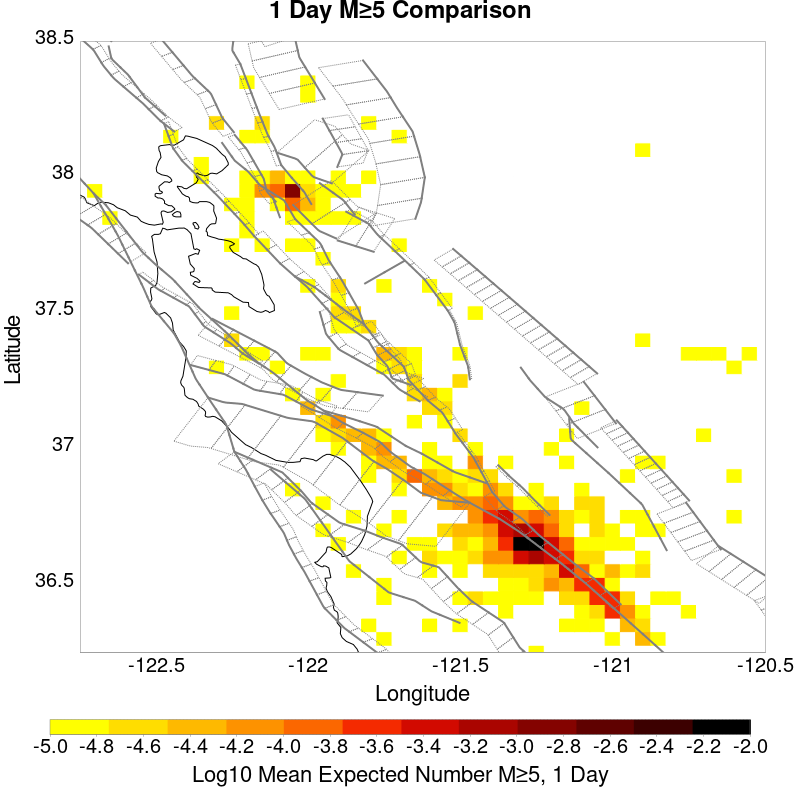 1 Day M≥5 Comparison
38.5
38
37.5
37
36.5
Latitude
-122.5 -122 -121.5 -121 -120.5
Longitude
-5.0 -4.8 -4.6 -4.4 -4.2 -4.0 -3.8 -3.6 -3.4 -3.2 -3.0 -2.8 -2.6 -2.4 -2.2 -2.0
Log10 Mean Expected Number M≥5, 1 Day